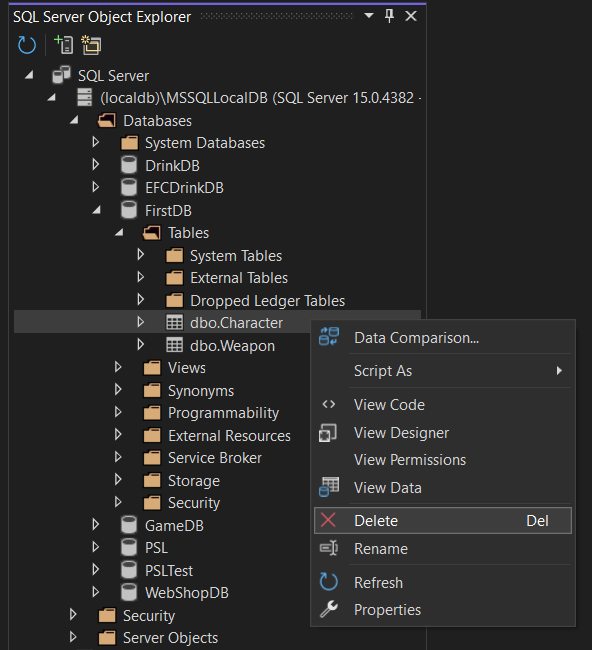 SQL Server Object Explorer
SQL Server
(localdb)\MSSQLLocalDB (SQL Server 15.0.4382 -
Databases
System Databases
DrinkDB
EFCDrinkDB
FirstDB
Tables
System Tables
External Tables
Dropped Ledger Tables
dbo.Character
dbo.Weapon
Views
Synonyms
Programmability
External Resources
Service Broker
Storage
Security
GameDB
PSL
PSLTest
WebShopDB
Security
Server Objects
Data Comparison...
Script As
View Code
View Designer
View Permissions
View Data
Delete Del
Rename
Refresh
Properties